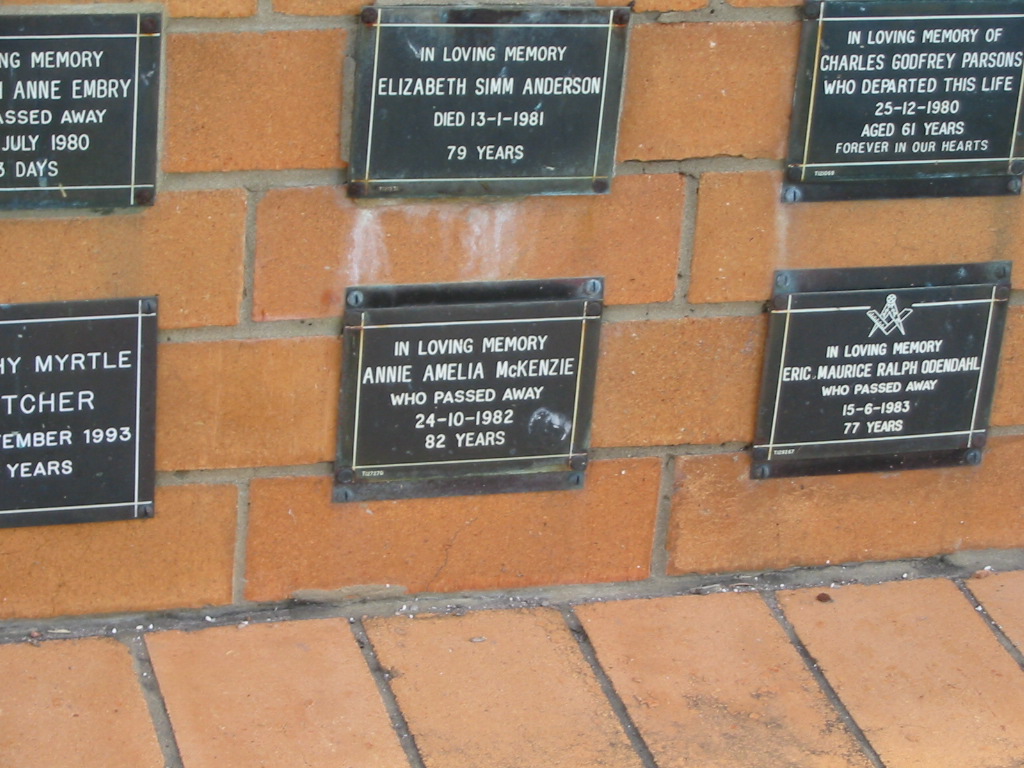 NG MEMORY
ANNE EMBRY
ASSED AWAY
JULY 1980
3 DAYS
IN LOVING MEMORY
ELIZABETH SIMM ANDERSON
DIED 13-1-1981
79 YEARS
IN LOVING MEMORY OF
CHARLES GODFREY PARSONS
WHO DEPARTED THIS LIFE
25-12-1980
AGED 61 YEARS
FOREVER IN OUR HEARTS
HY MYRTLE
TCHER
EMBER 1993
YEARS
IN LOVING MEMORY
ANNIE AMELIA McKENZIE
WHO PASSED AWAY
24-10-1982
82 YEARS
IN LOVING MEMORY
ERIC MAURICE RALPH ODENDAHL
WHO PASSED AWAY
15-6-1983
77 YEARS